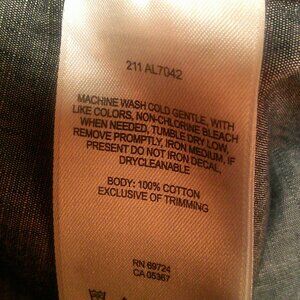 211 AL7042
MACHINE WASH COLD GENTLE, WITH
LIKE COLORS, NON-CHLORINE BLEACH
WHEN NEEDED, TUMBLE DRY LOW,
REMOVE PROMPTLY, IRON MEDIUM, IF
PRESENT DO NOT IRON DECAL,
DRYCLEANABLE
BODY: 100% COTTON
EXCLUSIVE OF TRIMMING
RN 69724
CA 05367